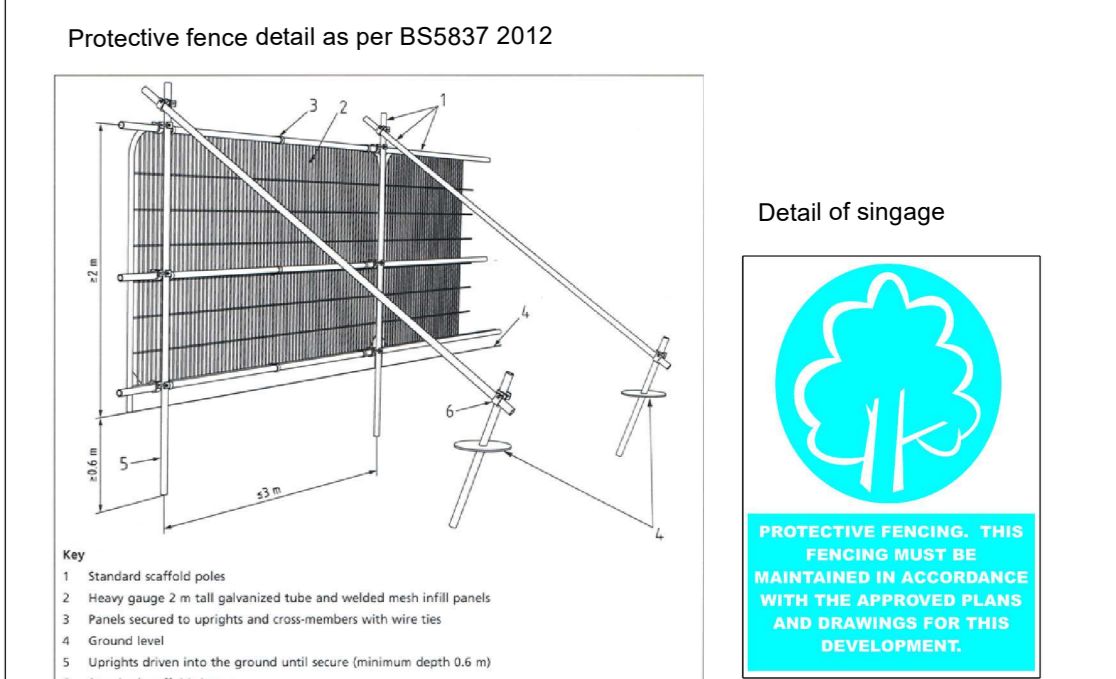 Protective fence detail as per BS5837 2012
3
2
1
≥2 m
4
6
≥0.6 m
5
≤3 m
4
Key
1 Standard scaffold poles
2 Heavy gauge 2 m tall galvanized tube and welded mesh infill panels
3 Panels secured to uprights and cross-members with wire ties
4 Ground level
5 Uprights driven into the ground until secure (minimum depth 0.6 m)
Detail of singage
PROTECTIVE FENCING. THIS
FENCING MUST BE
MAINTAINED IN ACCORDANCE
WITH THE APPROVED PLANS
AND DRAWINGS FOR THIS
DEVELOPMENT.